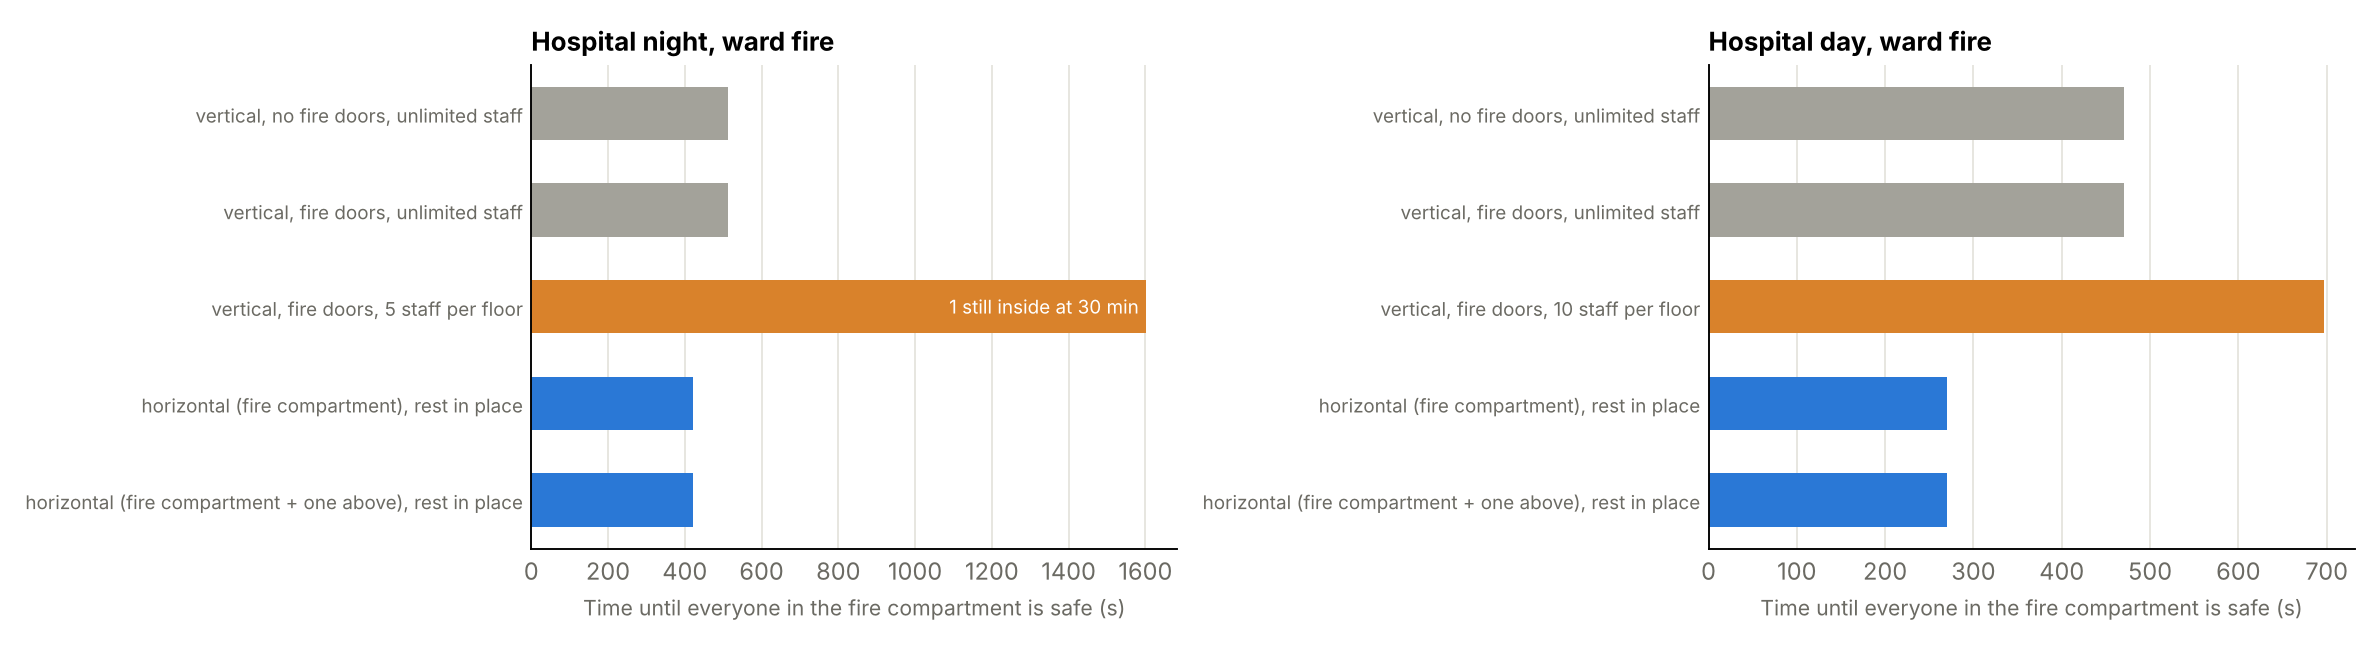 Hospital night, ward fire
vertical, no fire doors, unlimited staff
vertical, fire doors, unlimited staff
vertical, fire doors, 5 staff per floor
1 still inside at 30 min
horizontal (fire compartment), rest in place
horizontal (fire compartment + one above), rest in place
0 200 400 600 800 1000 1200 1400 1600
Time until everyone in the fire compartment is safe (s)
Hospital day, ward fire
vertical, no fire doors, unlimited staff
vertical, fire doors, unlimited staff
vertical, fire doors, 10 staff per floor
horizontal (fire compartment), rest in place
horizontal (fire compartment + one above), rest in place
0 100 200 300 400 500 600 700
Time until everyone in the fire compartment is safe (s)